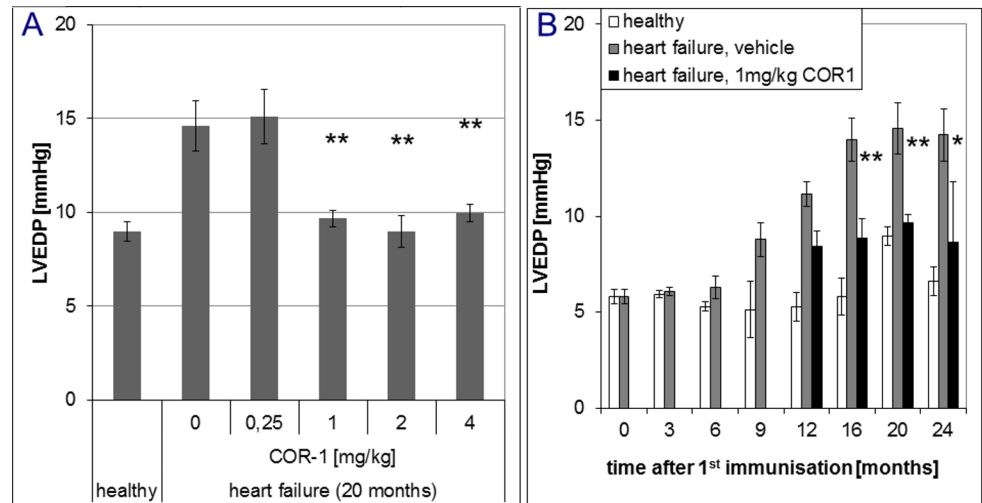 A
20
15
10
5
0
LVEDP [mmHg]
**
**
**
0
0,25
1
2
4
COR-1 [mg/kg]
healthy
heart failure (20 months)
B
healthy
heart failure, vehicle
heart failure, 1mg/kg COR1
20
15
10
5
0
LVEDP [mmHg]
**
**
*
0
3
6
9
12
16
20
24
time after 1st immunisation [months]